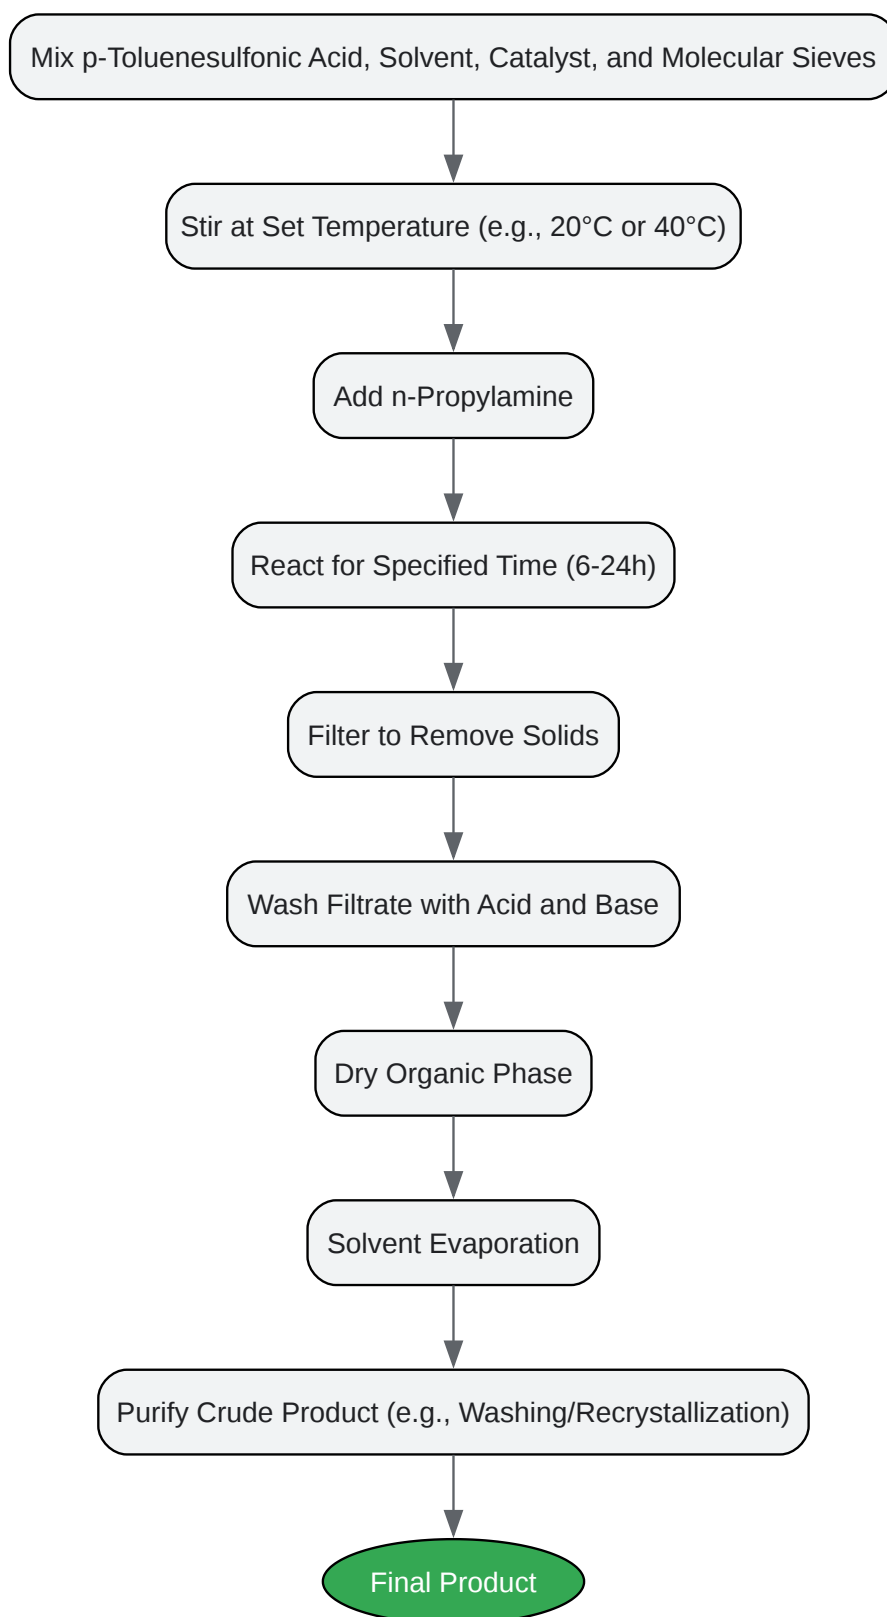 Mix p-Toluenesulfonic Acid, Solvent, Catalyst, and Molecular Sieves
Stir at Set Temperature (e.g., 20°C or 40°C)
Add n-Propylamine
React for Specified Time (6-24h)
Filter to Remove Solids
Wash Filtrate with Acid and Base
Dry Organic Phase
Solvent Evaporation
Purify Crude Product (e.g., Washing/Recrystallization)
Final Product